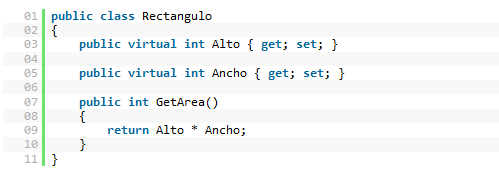 01 public class Rectangulo
02 {
03     public virtual int Alto { get; set; }
04
05     public virtual int Ancho { get; set; }
06
07     public int GetArea()
08     {
09         return Alto * Ancho;
10     }
11 }